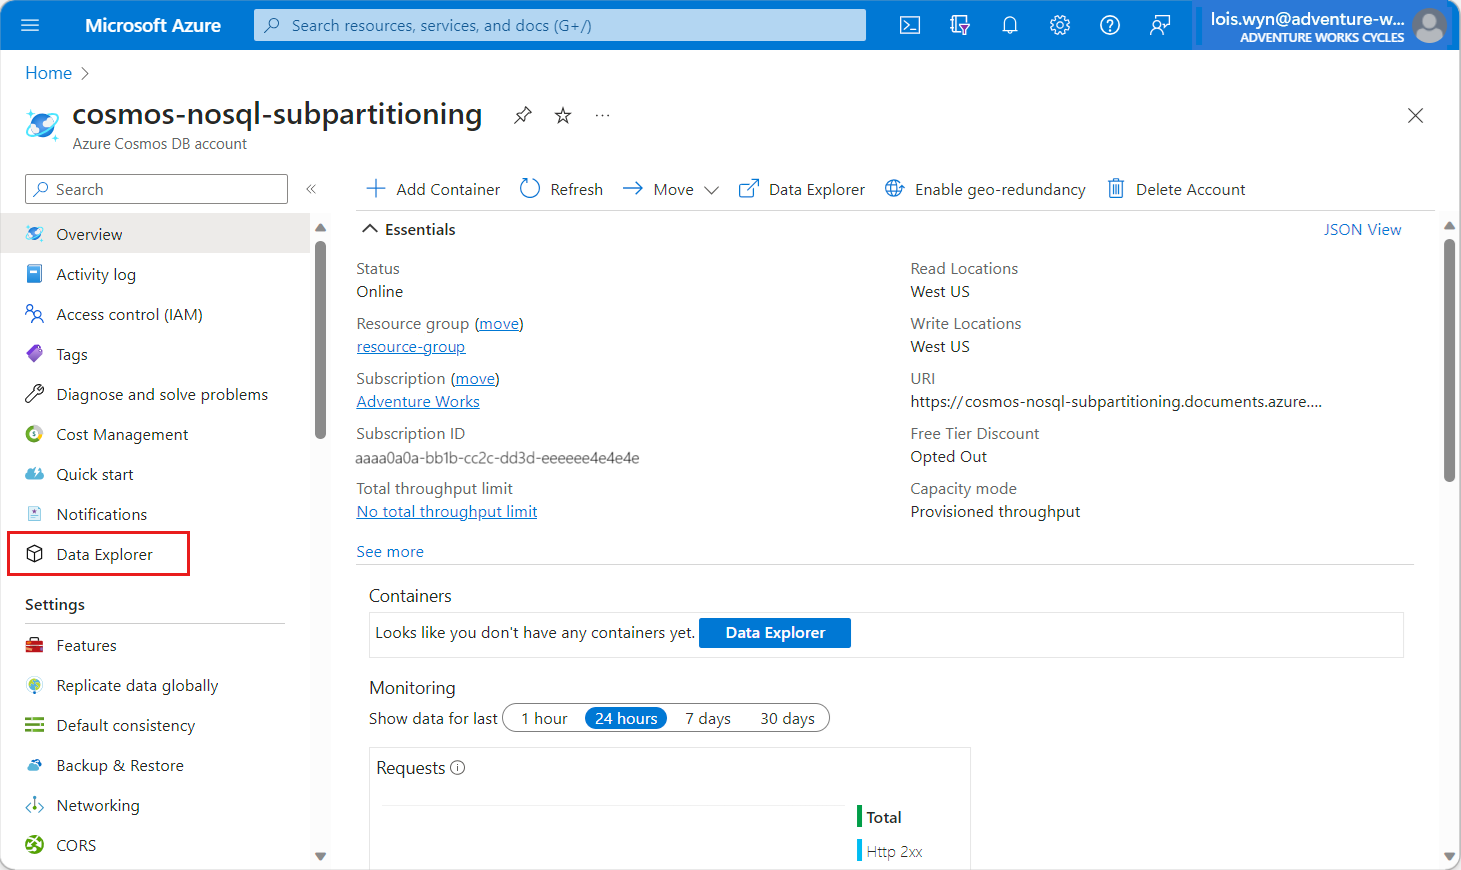 Microsoft Azure
Search resources, services, and docs (G+/)
lois.wyn@adventure-w...
ADVENTURE WORKS CYCLES
Home
cosmos-nosql-subpartitioning
Azure Cosmos DB account
Search
Add Container
Refresh
Move
Data Explorer
Enable geo-redundancy
Delete Account
Overview
Activity log
Access control (IAM)
Tags
Diagnose and solve problems
Cost Management
Quick start
Notifications
Data Explorer
Settings
Features
Replicate data globally
Default consistency
Backup & Restore
Networking
CORS
Essentials
JSON View
Status
Online
Resource group (move)
resource-group
Subscription (move)
Adventure Works
Subscription ID
aaaa0a0a-bb1b-cc2c-dd3d-eeeeee4e4e4e
Total throughput limit
No total throughput limit
See more
Read Locations
West US
Write Locations
West US
URI
https://cosmos-nosql-subpartitioning.documents.azure....
Free Tier Discount
Opted Out
Capacity mode
Provisioned throughput
Containers
Looks like you don't have any containers yet.
Data Explorer
Monitoring
Show data for last
1 hour
24 hours
7 days
30 days
Requests
Total
Http 2xx